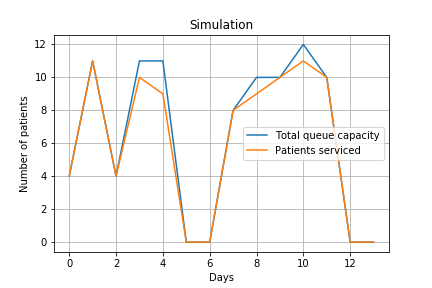 Simulation
12
10
8
6
4
2
0
Number of patients
Total queue capacity
Patients serviced
0 2 4 6 8 10 12
Days